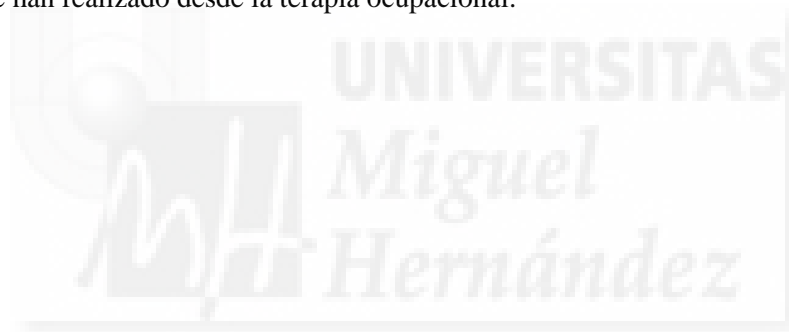 han realizado desde la terapia ocupacional.
UNIVERSITAS
Miguel
Hernández